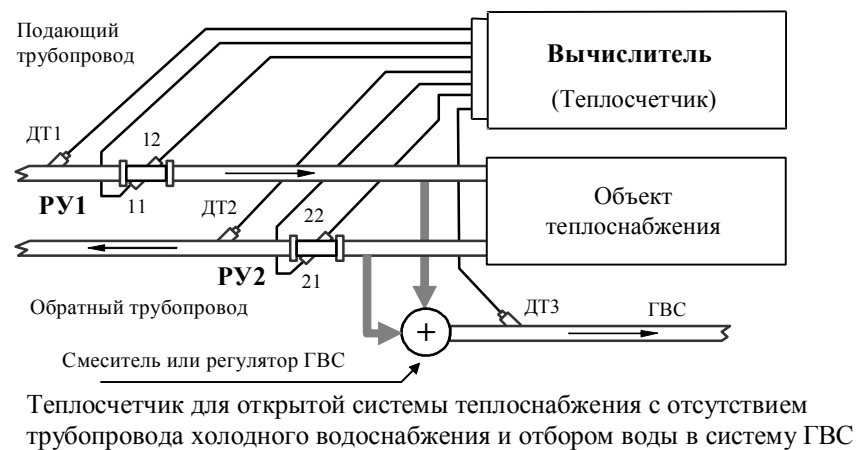 Подающий
трубопровод
Вычислитель
(Теплосчетчик)
ДТ1
12
РУ1
11
ДТ2
22
Объект
теплоснабжения
РУ2
21
Обратный трубопровод
ДТ3
ГВС
+
Смеситель или регулятор ГВС
Теплосчетчик для открытой системы теплоснабжения с отсутствием
трубопровода холодного водоснабжения и отбором воды в систему ГВС